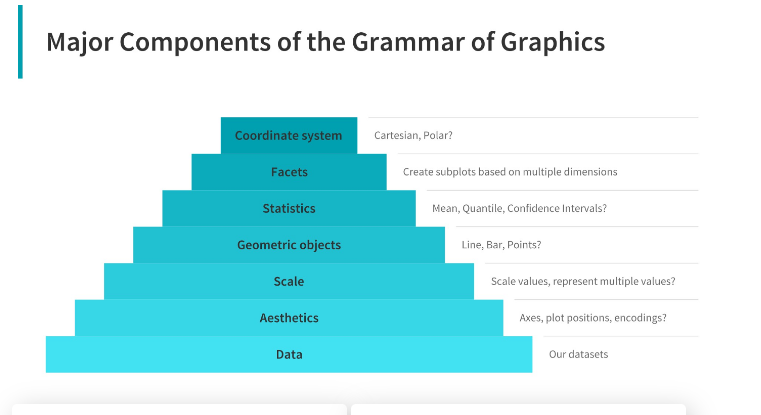 Major Components of the Grammar of Graphics
Coordinate system
Cartesian, Polar?
Facets
Create subplots based on multiple dimensions
Statistics
Mean, Quantile, Confidence Intervals?
Geometric objects
Line, Bar, Points?
Scale
Scale values, represent multiple values?
Aesthetics
Axes, plot positions, encodings?
Data
Our datasets